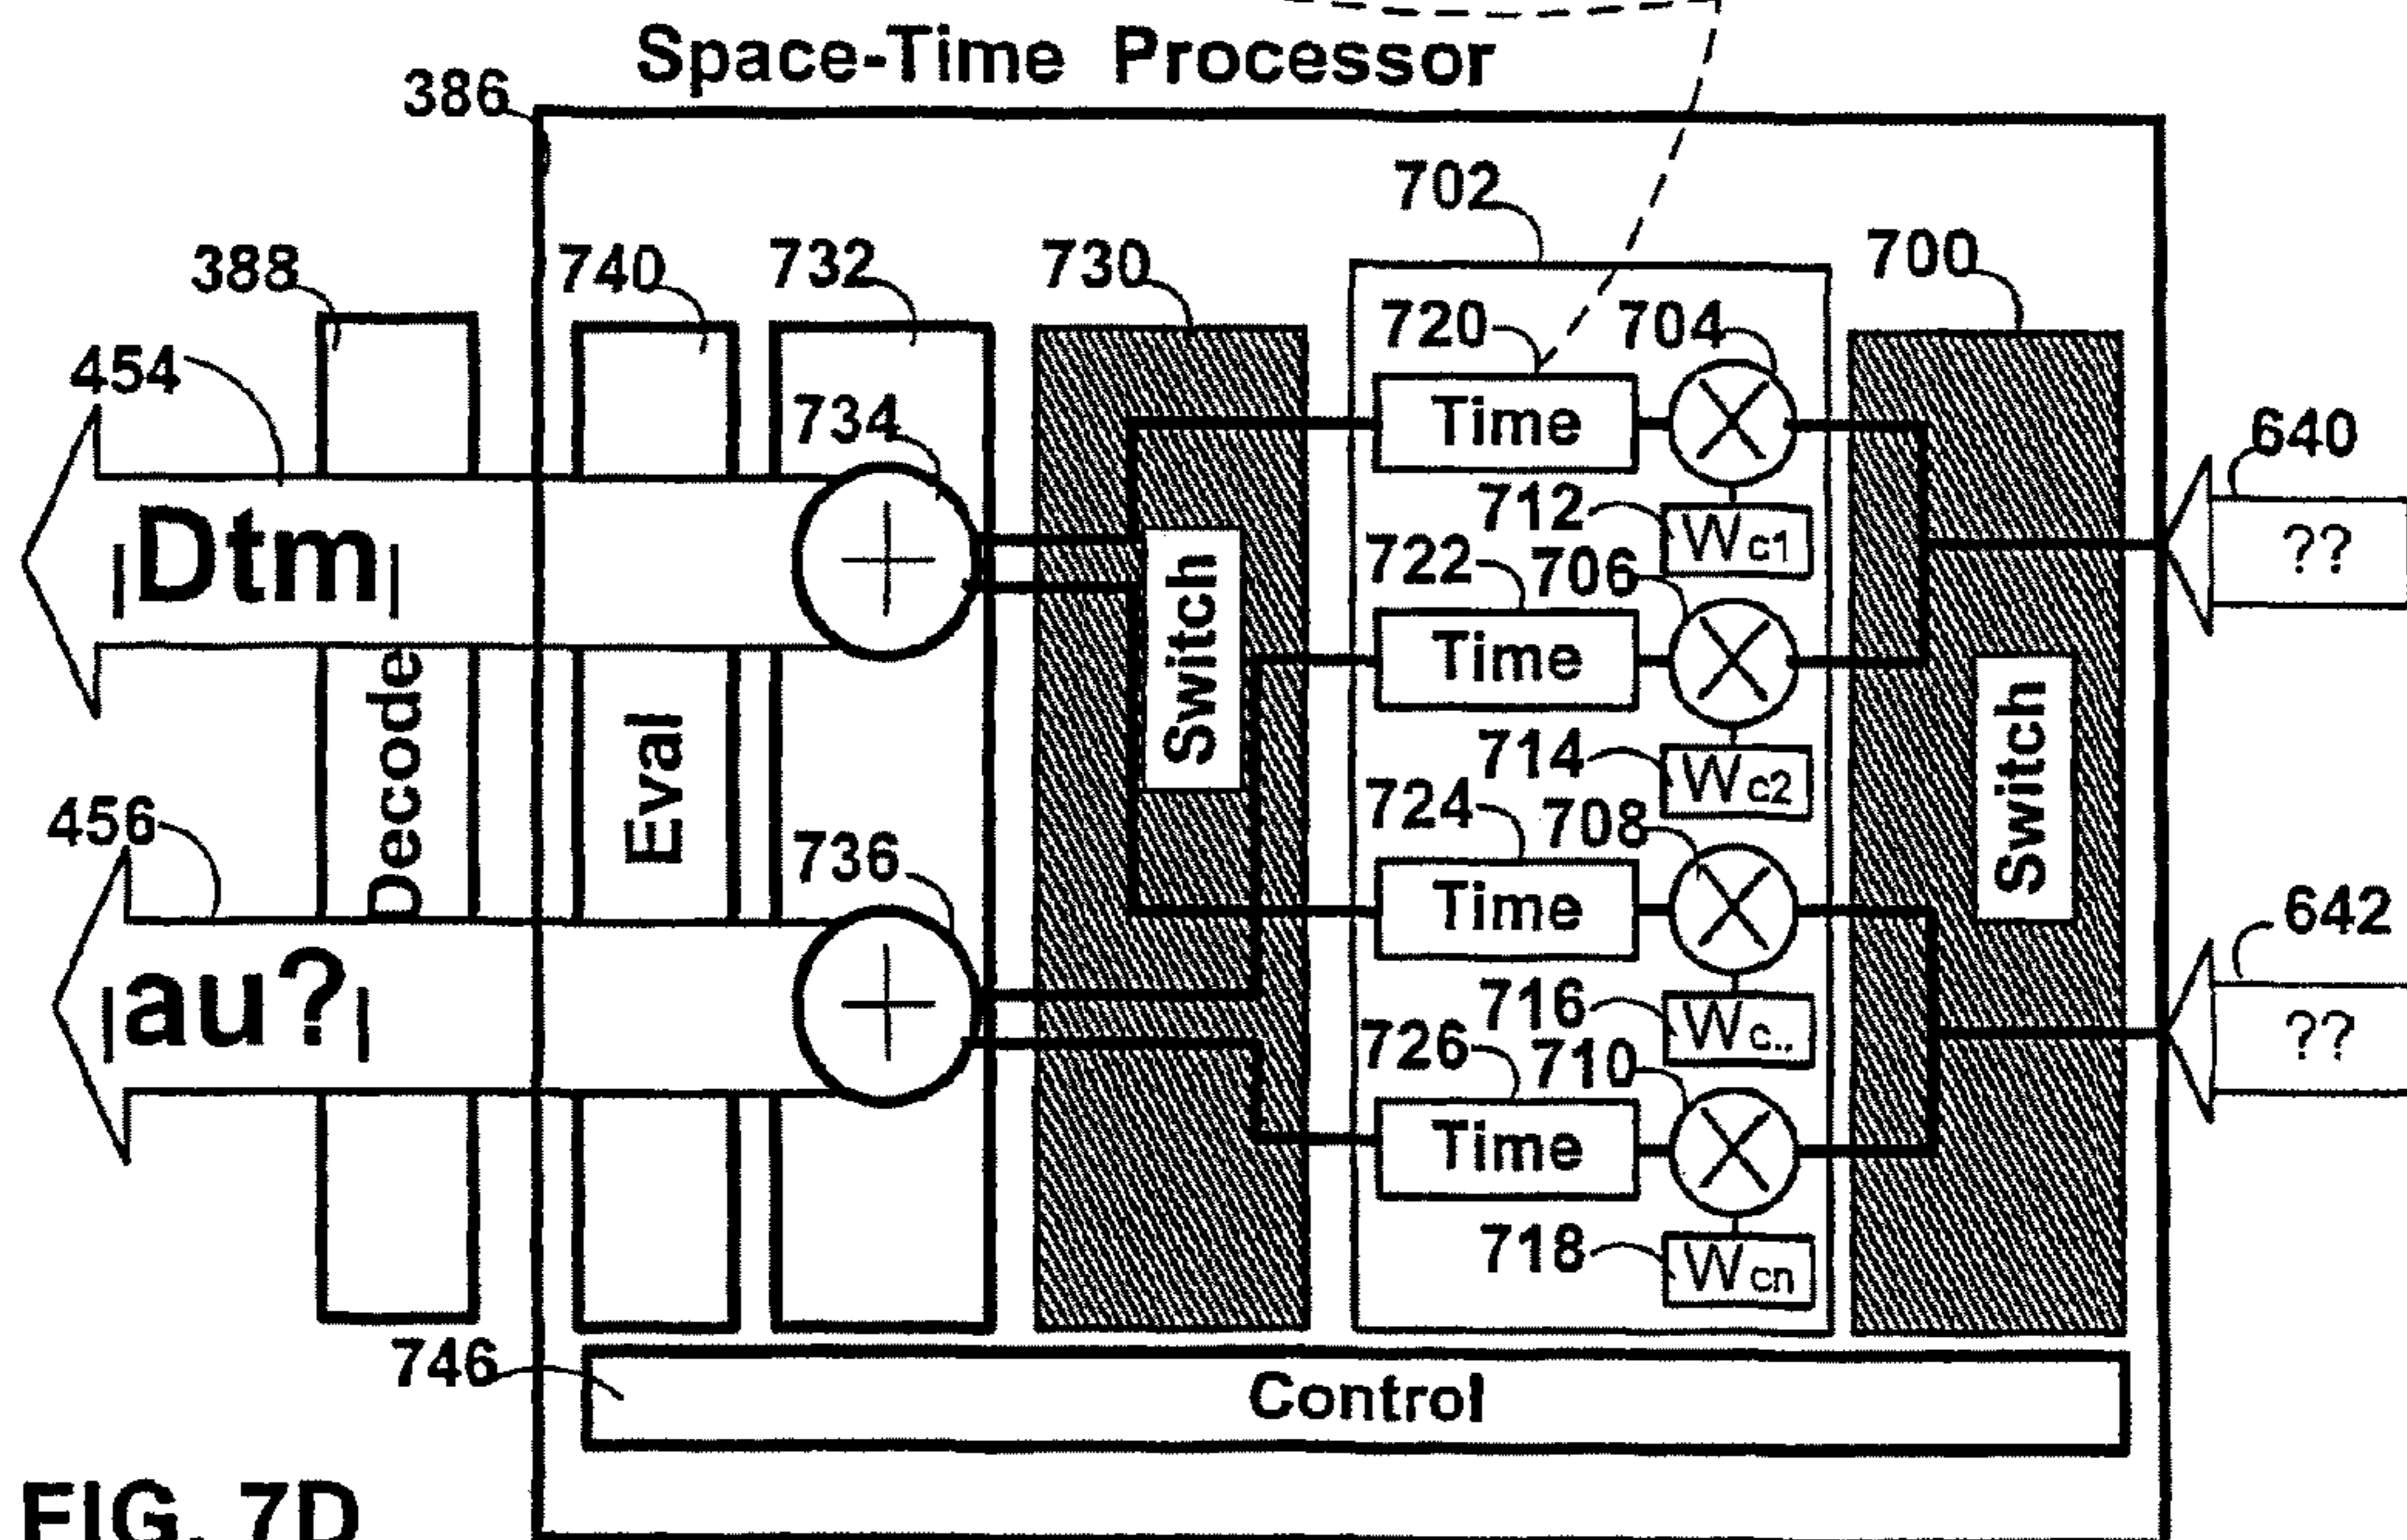 Space-Time Processor
386
702
388
740
732
730
700
720
704
454
734
Time
640
712
Wc1
??
|Dtm|
722
706
Switch
Time
714
Wc2
Switch
Decode
Eval
724
708
456
736
Time
642
716
Wc..
|au?|
726
710
??
Time
718
Wcn
746
Control
FIG. 7D